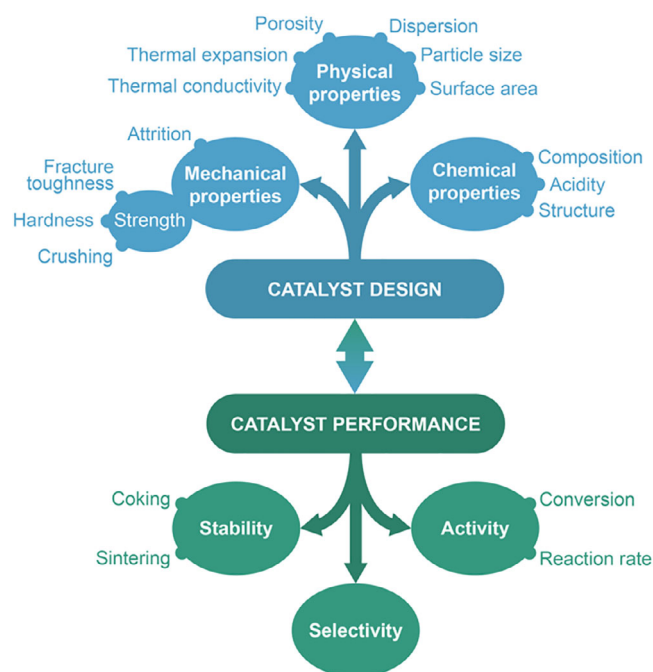 Porosity
Dispersion
Thermal expansion
Particle size
Physical
properties
Thermal conductivity
Surface area
Attrition
Mechanical
properties
Chemical
properties
Composition
Acidity
Structure
Fracture
toughness
Hardness
Strength
Crushing
CATALYST DESIGN
CATALYST PERFORMANCE
Coking
Stability
Sintering
Conversion
Activity
Reaction rate
Selectivity